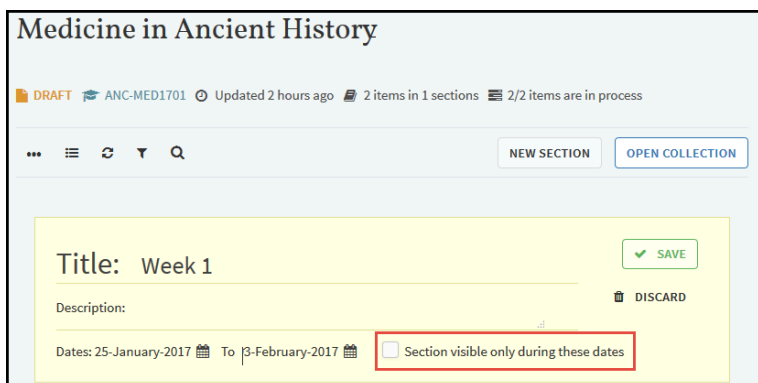 Medicine in Ancient History
DRAFT ANC-MED1701 Updated 2 hours ago 2 items in 1 sections 2/2 items are in process
NEW SECTION OPEN COLLECTION
Title: Week 1
SAVE
Description:
DISCARD
Dates: 25-January-2017 To 3-February-2017 Section visible only during these dates